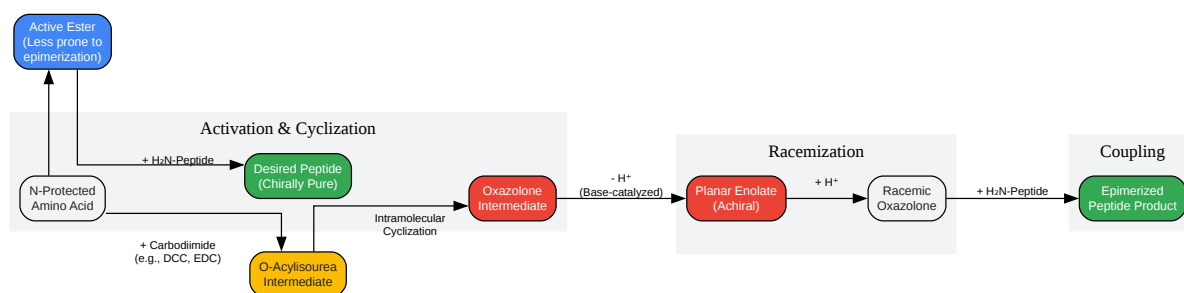 Active Ester
(Less prone to
epimerization)
Activation & Cyclization
+ H₂N-Peptide
Desired Peptide
(Chirally Pure)
N-Protected
Amino Acid
+ Carbodiimide
(e.g., DCC, EDC)
O-Acylisourea
Intermediate
Intramolecular
Cyclization
Oxazolone
Intermediate
- H⁺
(Base-catalyzed)
Racemization
Planar Enolate
(Achiral)
+ H⁺
Racemic
Oxazolone
+ H₂N-Peptide
Coupling
Epimerized
Peptide Product